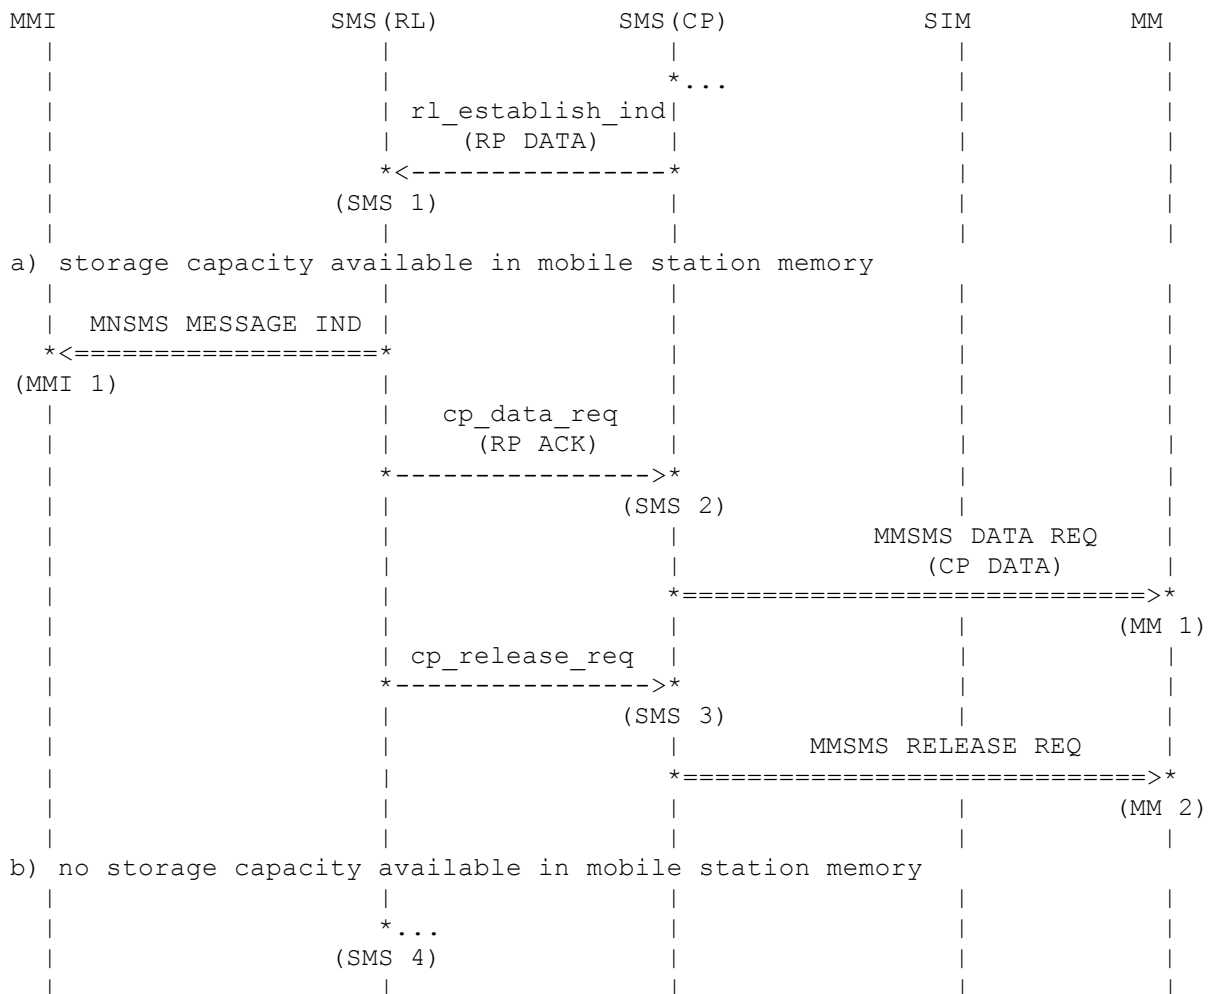 MMI SMS(RL) SMS(CP) SIM MM
*...
rl_establish_ind
(RP DATA)
*<----------------*
(SMS 1)
a) storage capacity available in mobile station memory
MNSMS MESSAGE IND
*<===================*
(MMI 1)
cp_data_req
(RP ACK)
*---------------->*
(SMS 2)
MMSMS DATA REQ
(CP DATA)
*=============================>*
(MM 1)
cp_release_req
*---------------->*
(SMS 3)
MMSMS RELEASE REQ
*=============================>*
(MM 2)
b) no storage capacity available in mobile station memory
*...
(SMS 4)